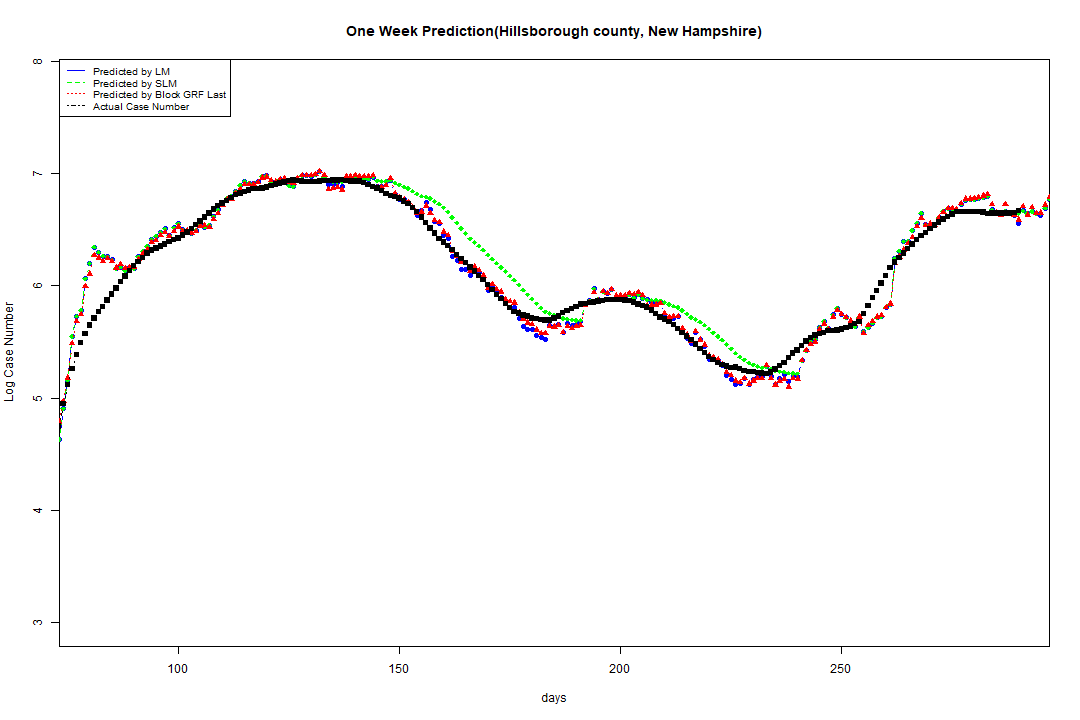 One Week Prediction(Hillsborough county, New Hampshire)
Predicted by LM
Predicted by SLM
Predicted by Block GRF Last
Actual Case Number
8
7
6
5
4
3
Log Case Number
100 150 200 250
days